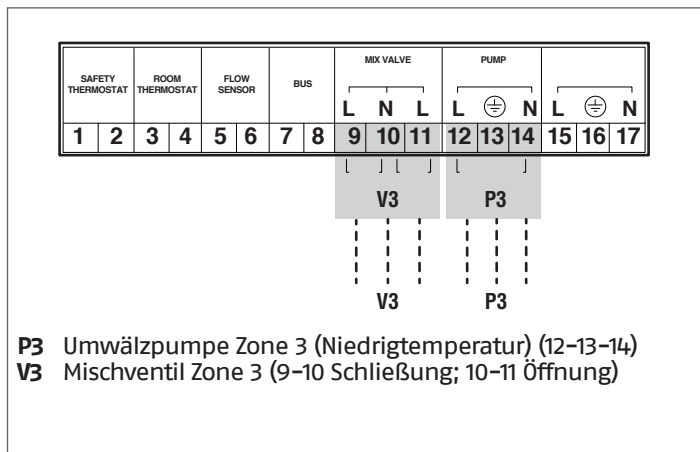 MIX VALVE PUMP
SAFETY THERMOSTAT ROOM THERMOSTAT FLOW SENSOR BUS
L N L L N L N
1 2 3 4 5 6 7 8 9 10 11 12 13 14 15 16 17
V3 P3
V3 P3
P3 Umwälzpumpe Zone 3 (Niedrigtemperatur) (12-13-14)
V3 Mischventil Zone 3 (9-10 Schließung; 10-11 Öffnung)